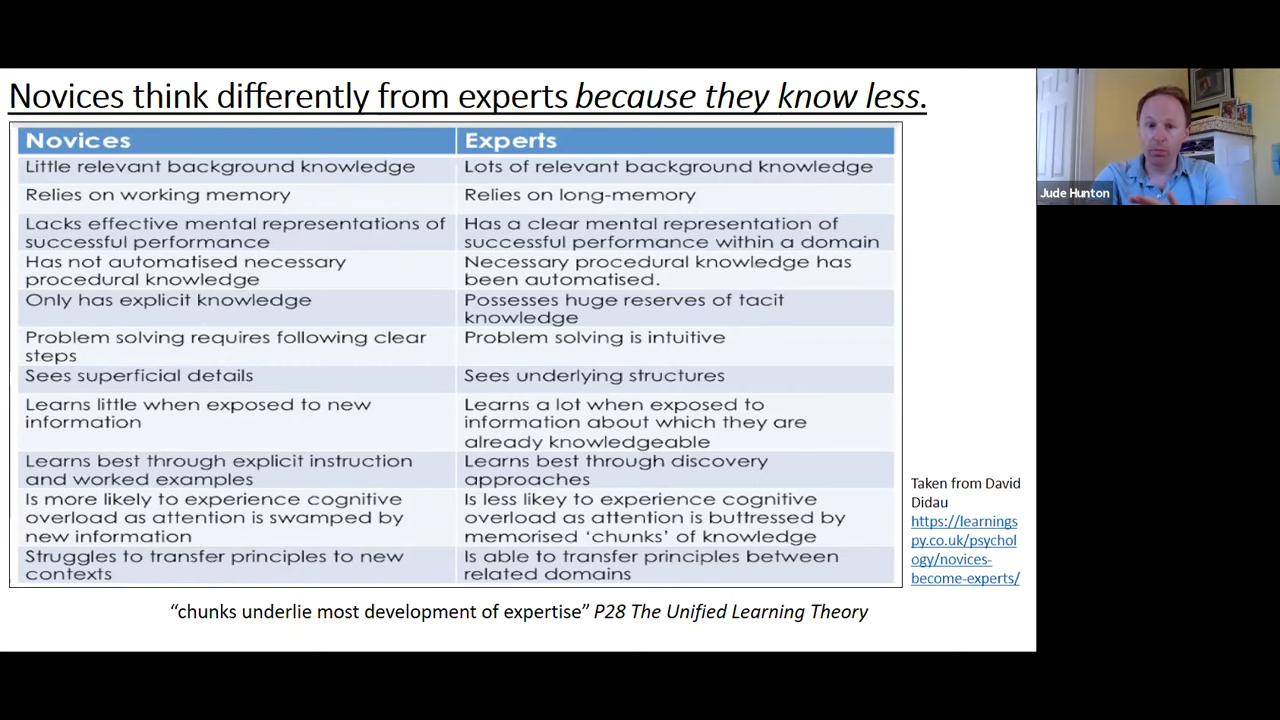 Novices think differently from experts because they know less.
Novices Experts
Little relevant background knowledge Lots of relevant background knowledge
Relies on working memory Relies on long-memory
Lacks effective mental representations of
successful performance
Has a clear mental representation of
successful performance within a domain
Has not automatised necessary
procedural knowledge
Necessary procedural knowledge has
been automatised.
Only has explicit knowledge
Possesses huge reserves of tacit
knowledge
Problem solving requires following clear
steps
Problem solving is intuitive
Sees superficial details Sees underlying structures
Learns little when exposed to new
information
Learns a lot when exposed to
information about which they are
already knowledgeable
Learns best through explicit instruction
and worked examples
Learns best through discovery
approaches
Is more likely to experience cognitive
overload as attention is swamped by
new information
Is less likey to experience cognitive
overload as attention is buttressed by
memorised ‘chunks’ of knowledge
Struggles to transfer principles to new
contexts
Is able to transfer principles between
related domains
“chunks underlie most development of expertise” P28 The Unified Learning Theory
Taken from David
Didau
https://learnings
py.co.uk/psychol
ogy/novices-
become-experts/
Jude Hunton